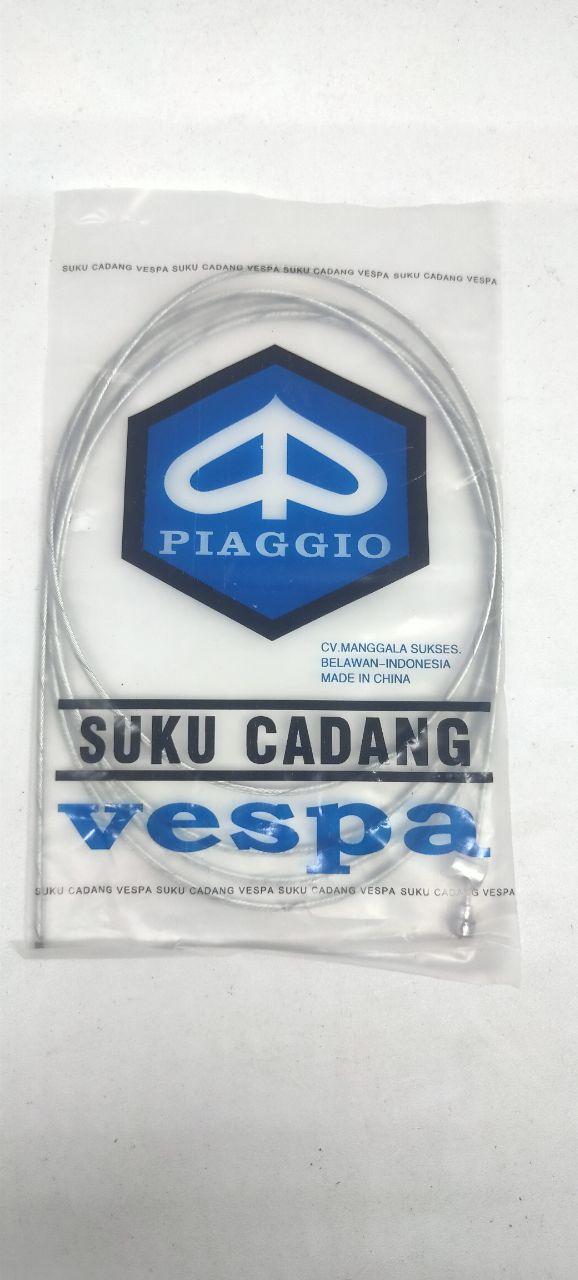 SUKU CADANG VESPA SUKU CADANG VESPA SUKU CADANG VESPA SUKU CADANG VESPA
PIAGGIO
CV.MANGGALA SUKSES.
BELAWAN-INDONESIA
MADE IN CHINA
SUKU CADANG
vespa
SUKU CADANG VESPA SUKU CADANG VESPA SUKU CADANG VESPA SUKU CADANG VESPA